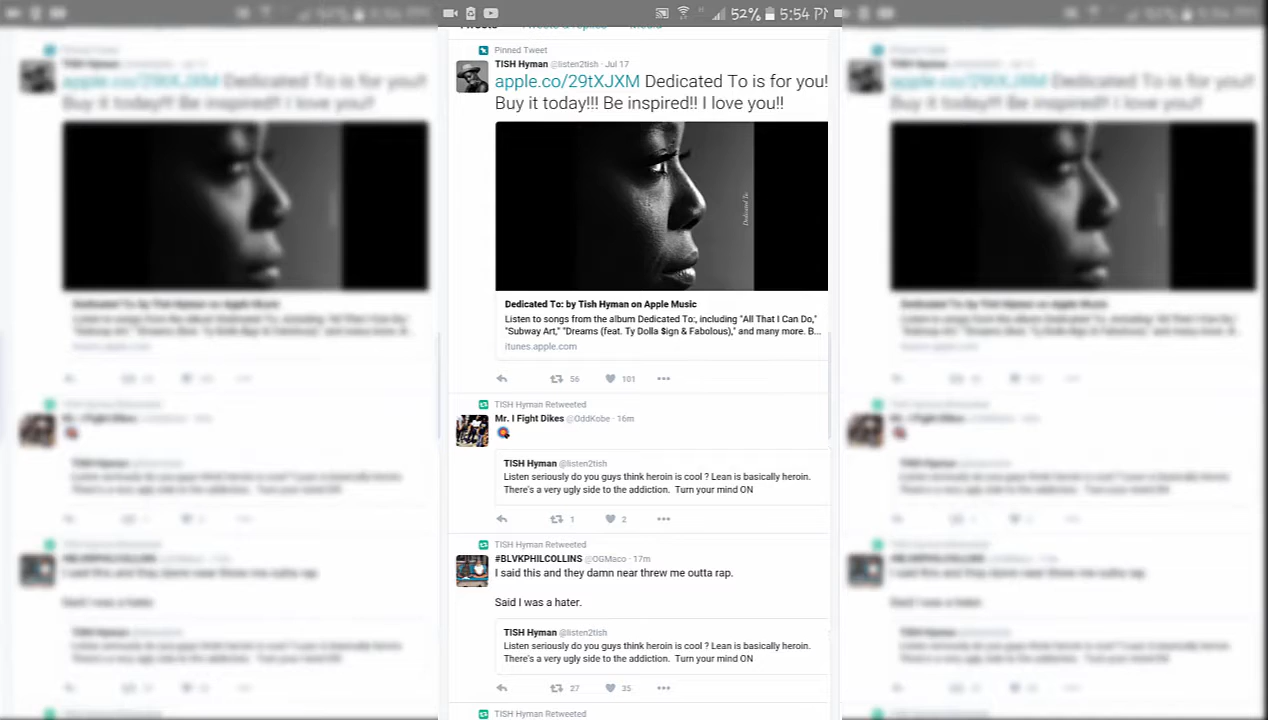 52% 5:54 PM
Tweets Tweets & replies Media
Pinned Tweet
TISH Hyman @listen2tish · Jul 17
apple.co/29tXJXM Dedicated To is for you!
Buy it today!!! Be inspired!! I love you!!
Dedicated To:
Dedicated To: by Tish Hyman on Apple Music
Listen to songs from the album Dedicated To:, including "All That I Can Do,"
"Subway Art," "Dreams (feat. Ty Dolla $ign & Fabolous)," and many more. B...
itunes.apple.com
56 101
TISH Hyman Retweeted
Mr. I Fight Dikes @OddKobe · 16m
TISH Hyman @listen2tish
Listen seriously do you guys think heroin is cool ? Lean is basically heroin.
There's a very ugly side to the addiction. Turn your mind ON
1 2
TISH Hyman Retweeted
#BLVKPHILCOLLINS @OGMaco · 17m
I said this and they damn near threw me outta rap.
Said I was a hater.
TISH Hyman @listen2tish
Listen seriously do you guys think heroin is cool ? Lean is basically heroin.
There's a very ugly side to the addiction. Turn your mind ON
27 35
TISH Hyman Retweeted